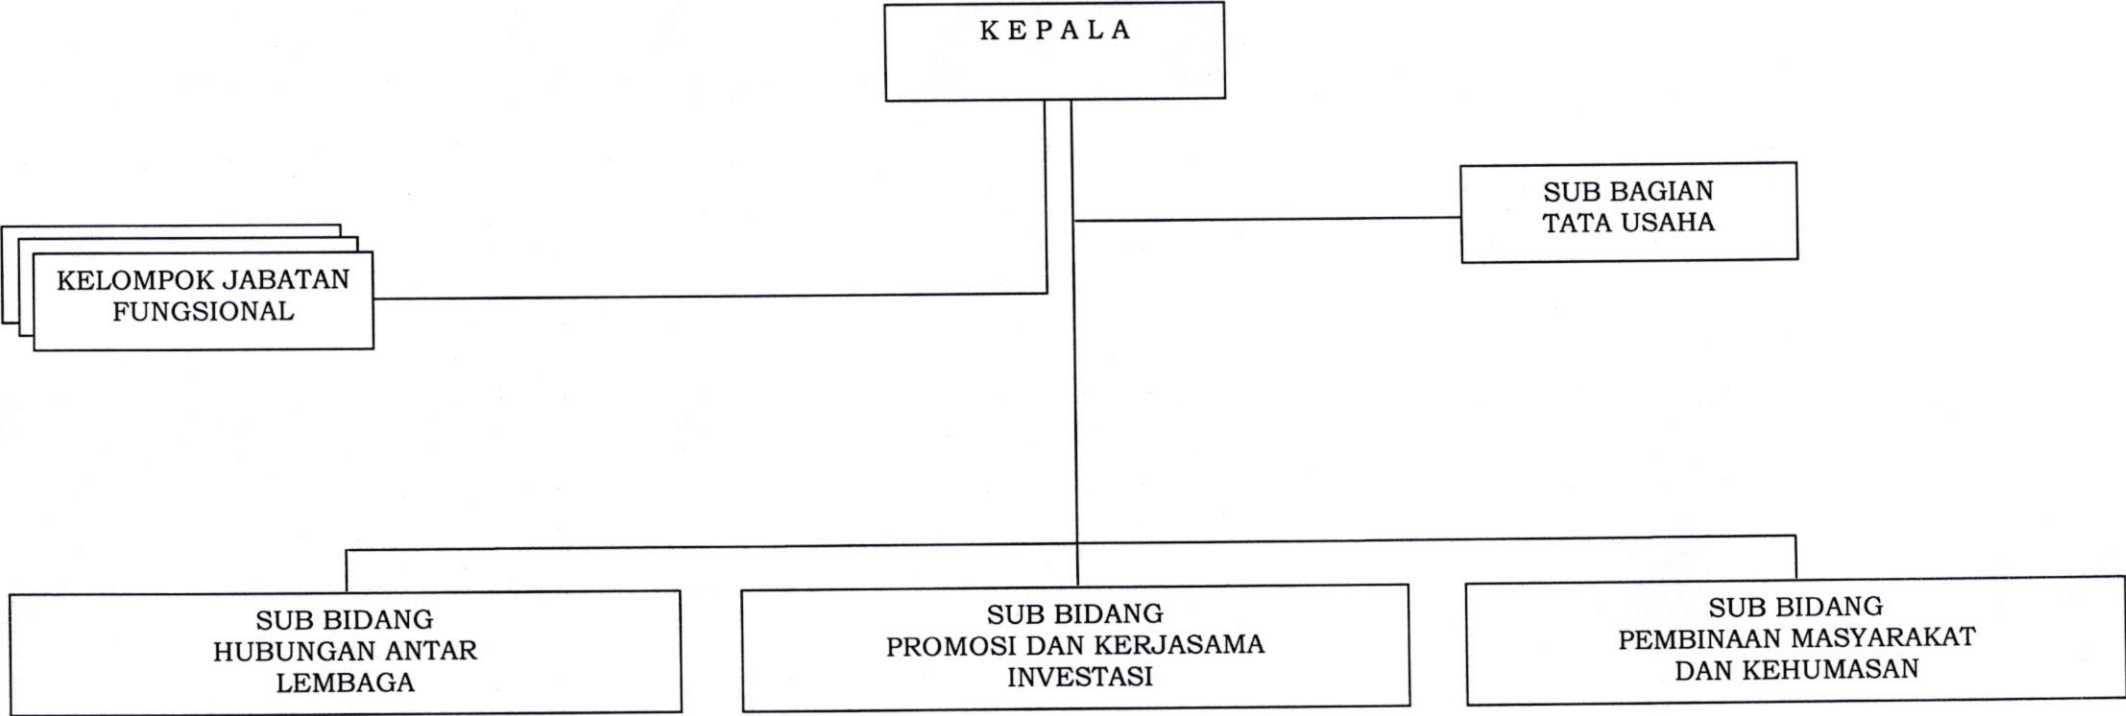 K E P A L A
SUB BAGIAN
TATA USAHA
KELOMPOK JABATAN
FUNGSIONAL
SUB BIDANG
HUBUNGAN ANTAR
LEMBAGA
SUB BIDANG
PROMOSI DAN KERJASAMA
INVESTASI
SUB BIDANG
PEMBINAAN MASYARAKAT
DAN KEHUMASAN